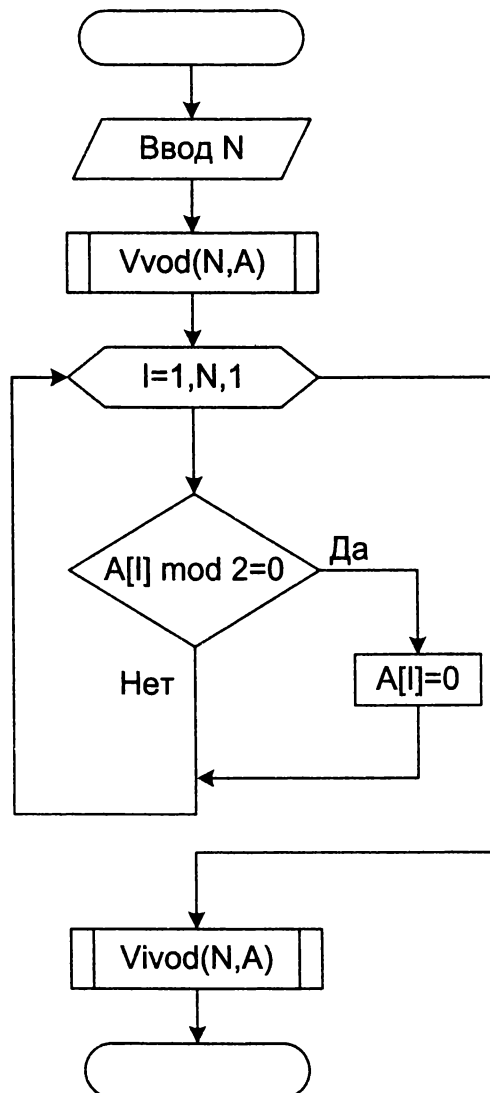 Ввод N
Vvod(N,A)
I=1,N,1
A[I] mod 2=0
Да
Нет
A[I]=0
Vivod(N,A)